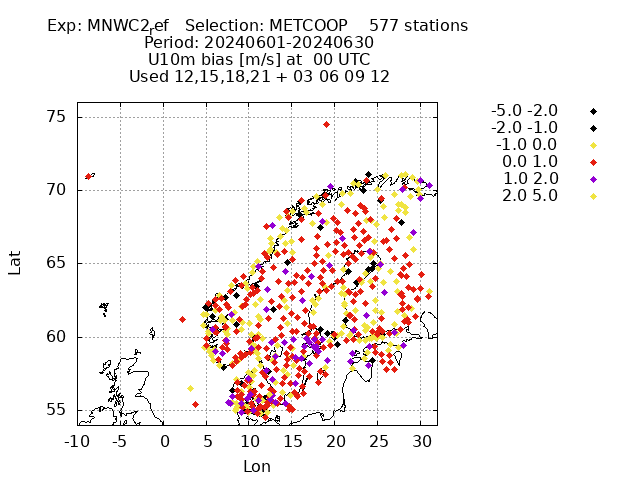 Exp: MNWC2ref   Selection: METCOOP    577 stations
Period: 20240601-20240630
U10m bias [m/s] at  00 UTC
Used 12,15,18,21 + 03 06 09 12
-5.0 -2.0
-2.0 -1.0
-1.0 0.0
0.0 1.0
1.0 2.0
2.0 5.0
75
70
65
60
55
Lat
-10 -5 0 5 10 15 20 25 30
Lon